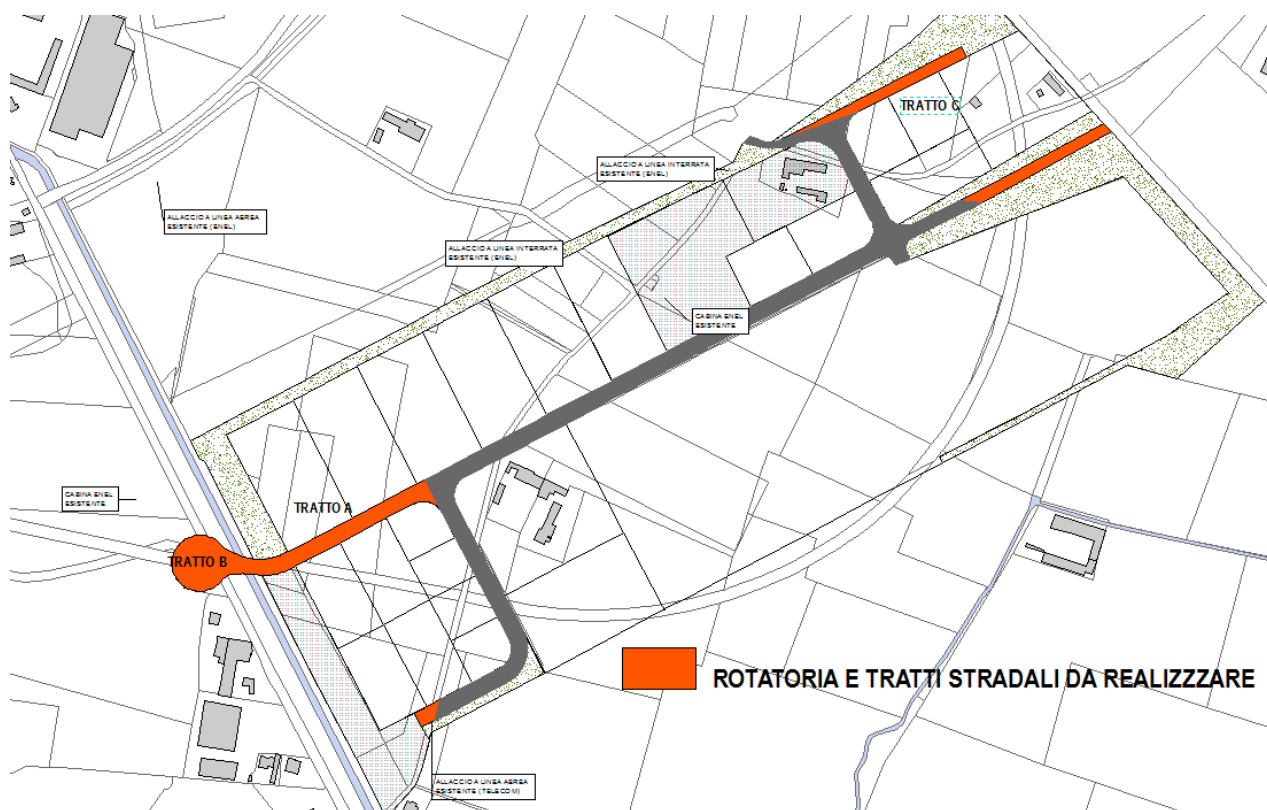 TRATTO C
ALLACCIO A LINEA INTERRATA
ESISTENTE (ENEL)
ALLACCIO A LINEA AEREA
ESISTENTE (ENEL)
ALLACCIO A LINEA INTERRATA
ESISTENTE (ENEL)
CABINA ENEL
ESISTENTE
CABINA ENEL
ESISTENTE
TRATTO A
TRATTO B
ROTATORIA E TRATTI STRADALI DA REALIZZZARE
ALLACCIO A LINEA AEREA
ESISTENTE (TELECOM)